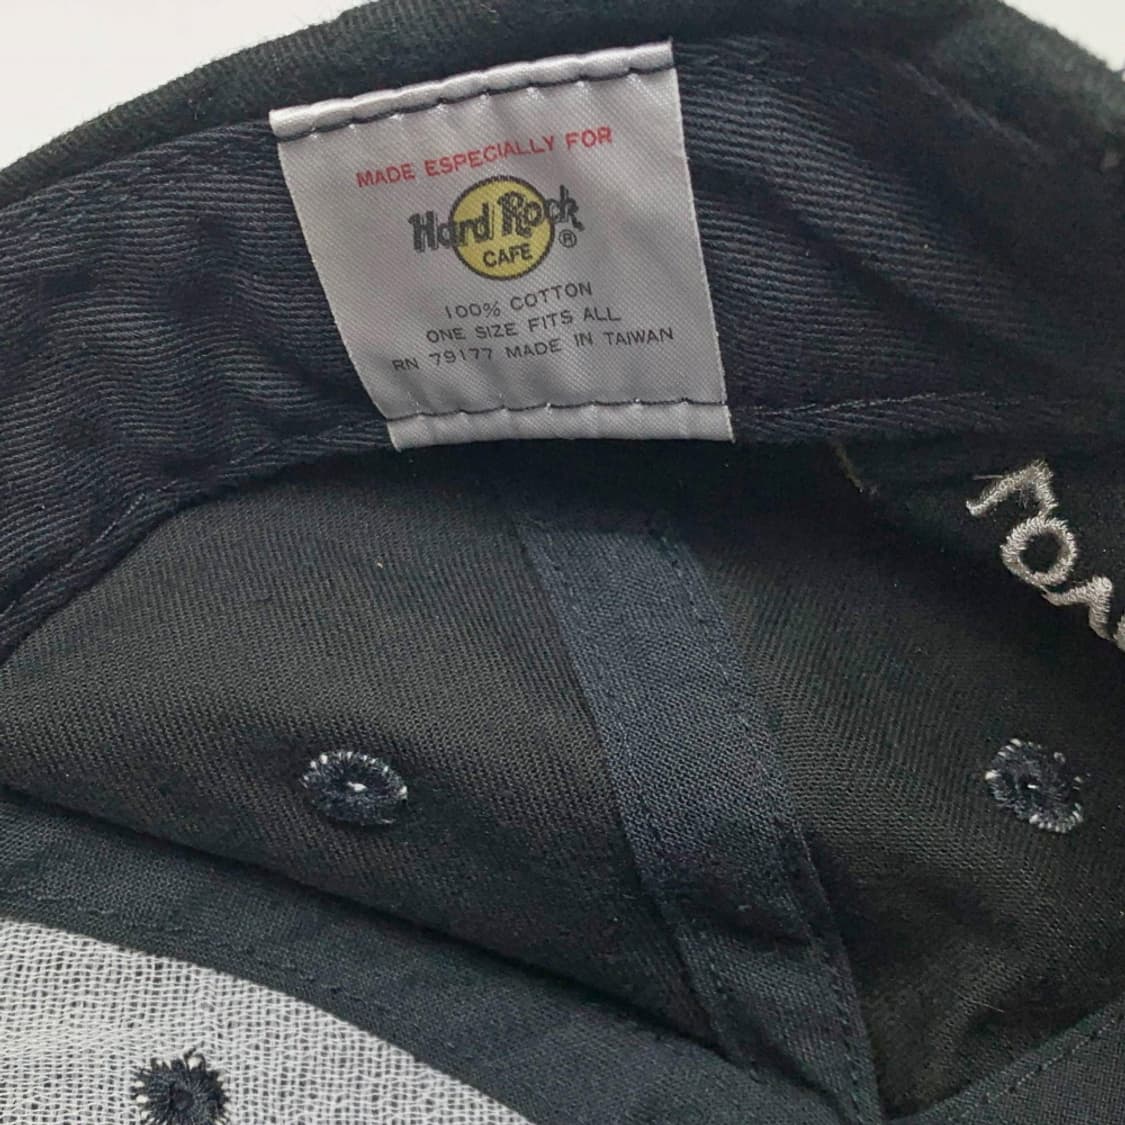 MADE ESPECIALLY FOR
Hard Rock
CAFE ®
100% COTTON
ONE SIZE FITS ALL
RN 79177 MADE IN TAIWAN